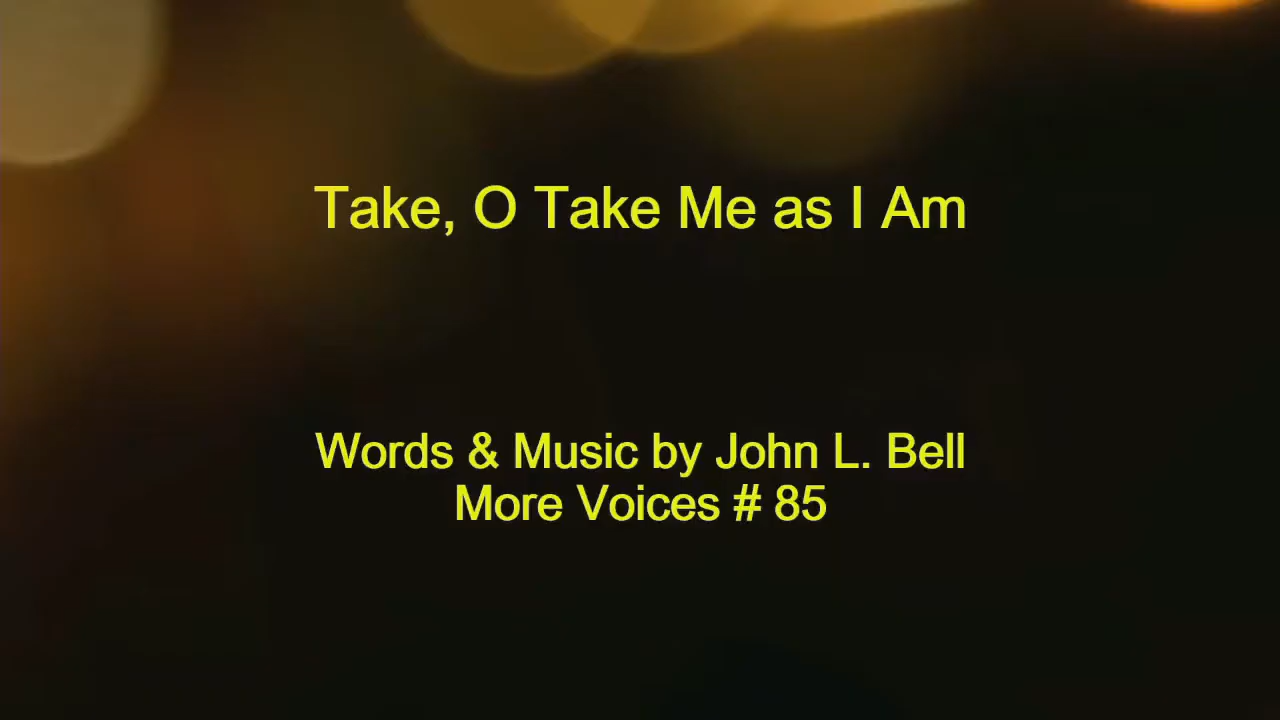 Take, O Take Me as I Am
Words & Music by John L. Bell
More Voices # 85